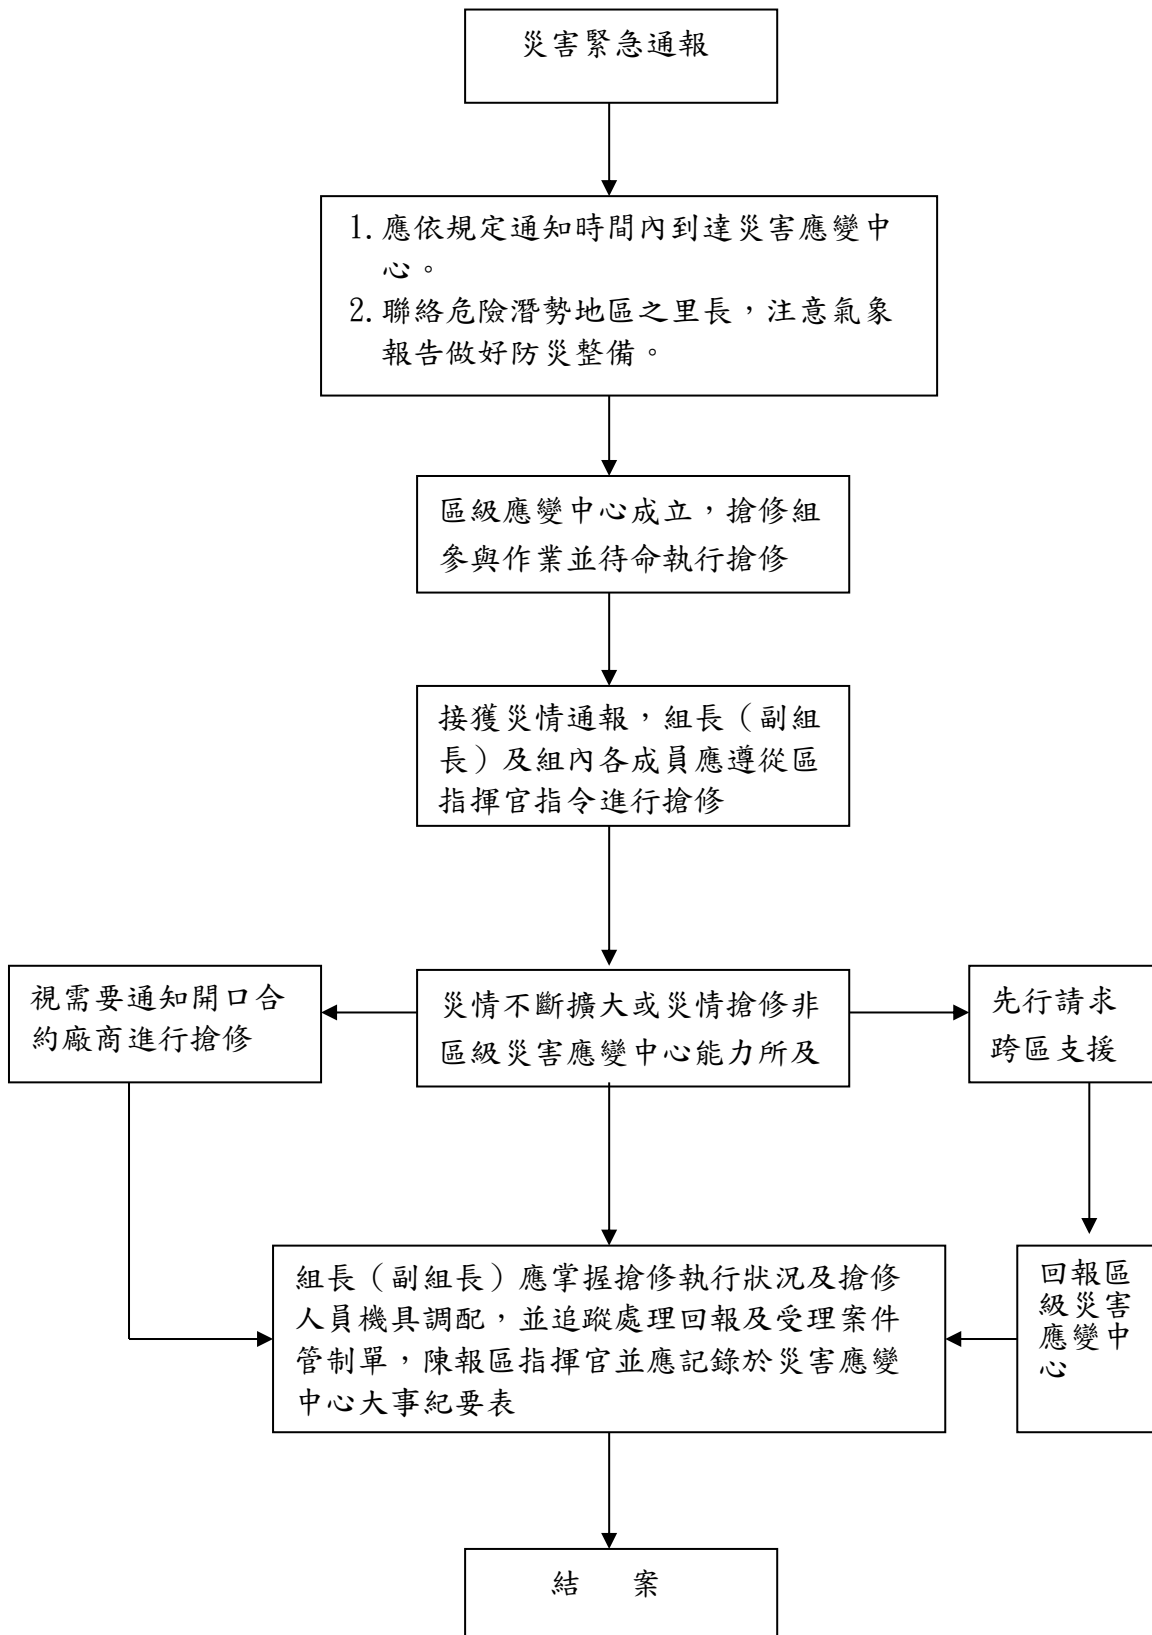 災害緊急通報
1. 應依規定通知時間內到達災害應變中
心。
2. 聯絡危險潛勢地區之里長，注意氣象
報告做好防災整備。
區級應變中心成立，搶修組
參與作業並待命執行搶修
接獲災情通報，組長（副組
長）及組內各成員應遵從區
指揮官指令進行搶修
視需要通知開口合
約廠商進行搶修
災情不斷擴大或災情搶修非
區級災害應變中心能力所及
先行請求
跨區支援
組長（副組長）應掌握搶修執行狀況及搶修
人員機具調配，並追蹤處理回報及受理案件
管制單，陳報區指揮官並應記錄於災害應變
中心大事紀要表
回報區
級災害
應變中
心
結　案